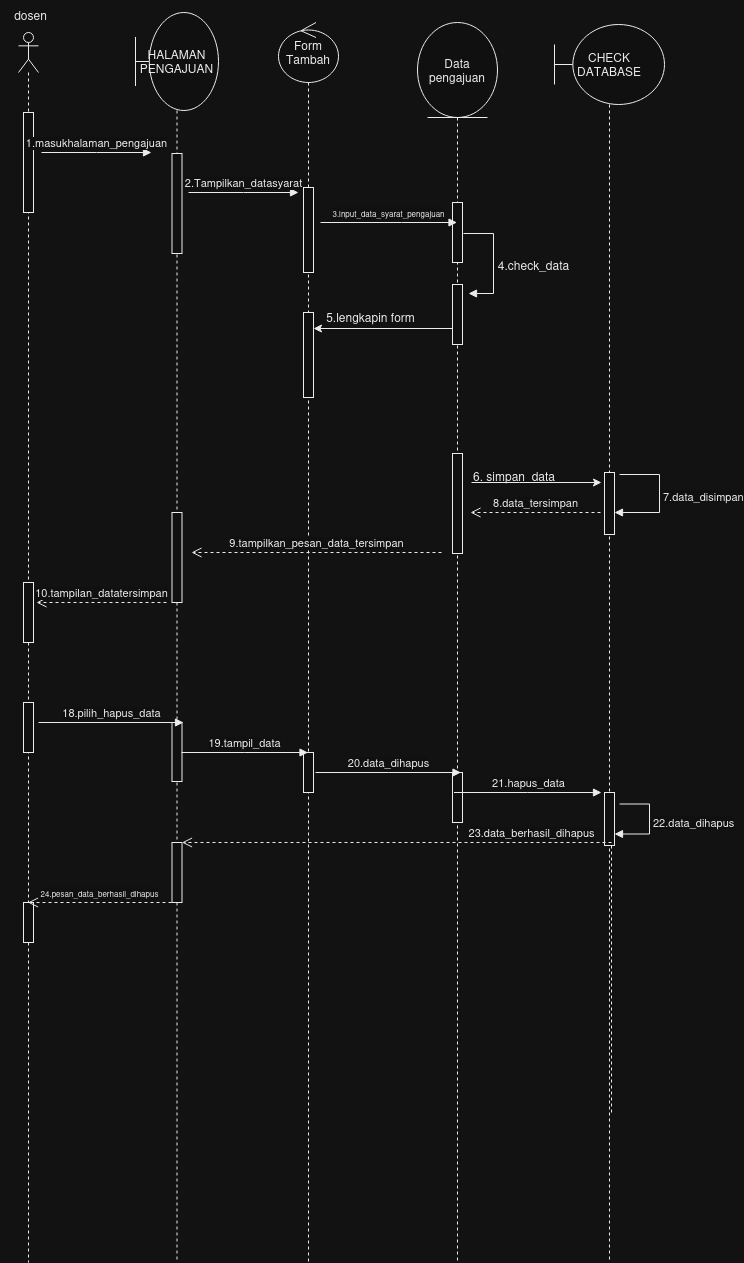 dosen
HALAMAN
PENGAJUAN
Form
Tambah
Data
pengajuan
CHECK
DATABASE
1.masukhalaman_pengajuan
2.Tampilkan_datasyarat
3.input_data_syarat_pengajuan
4.check_data
5.lengkapin form
6. simpan_data
7.data_disimpan
8.data_tersimpan
9.tampilkan_pesan_data_tersimpan
10.tampilan_datatersimpan
18.pilih_hapus_data
19.tampil_data
20.data_dihapus
21.hapus_data
22.data_dihapus
23.data_berhasil_dihapus
24.pesan_data_berhasil_dihapus